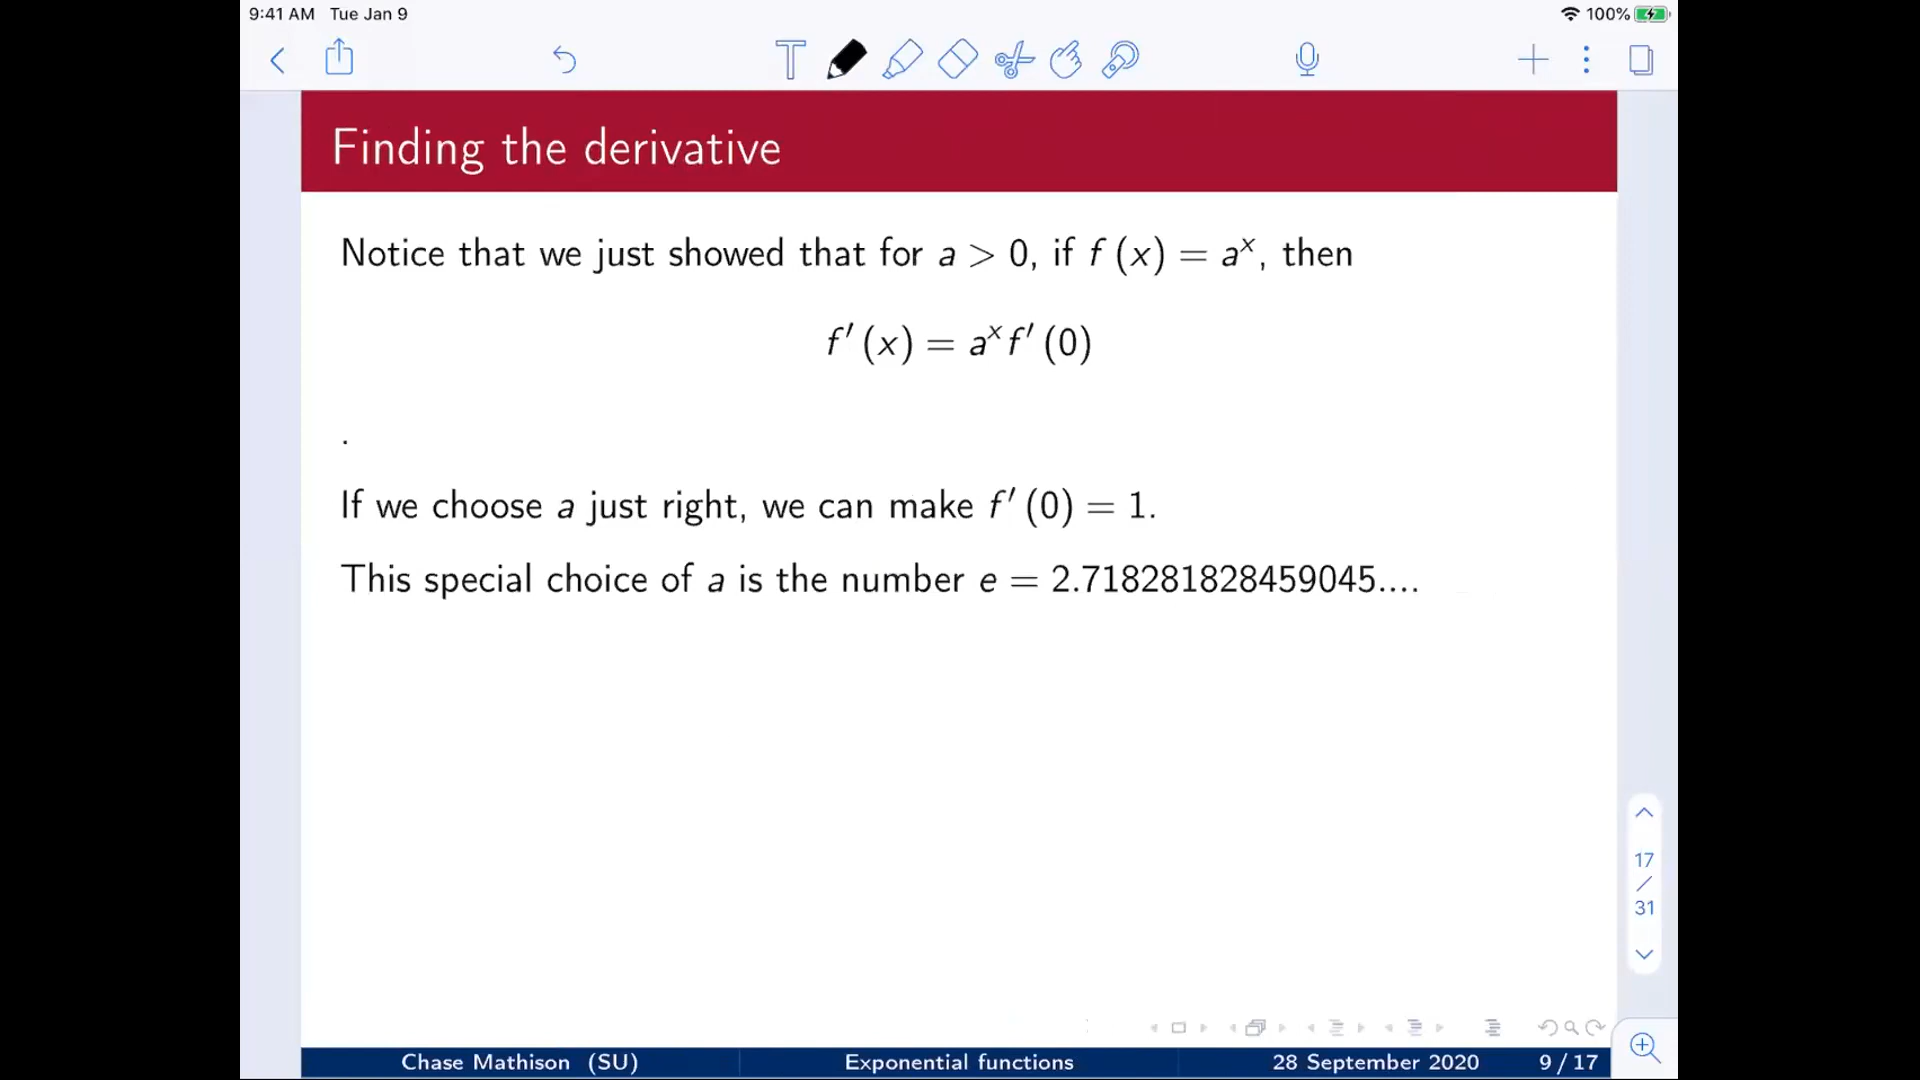 9:41 AM Tue Jan 9 100%
Finding the derivative
Notice that we just showed that for a > 0, if f (x) = aˣ, then
f′ (x) = aˣ f′ (0)
.
If we choose a just right, we can make f′ (0) = 1.
This special choice of a is the number e = 2.718281828459045....
17
/
31
Chase Mathison (SU) Exponential functions 28 September 2020 9 / 17